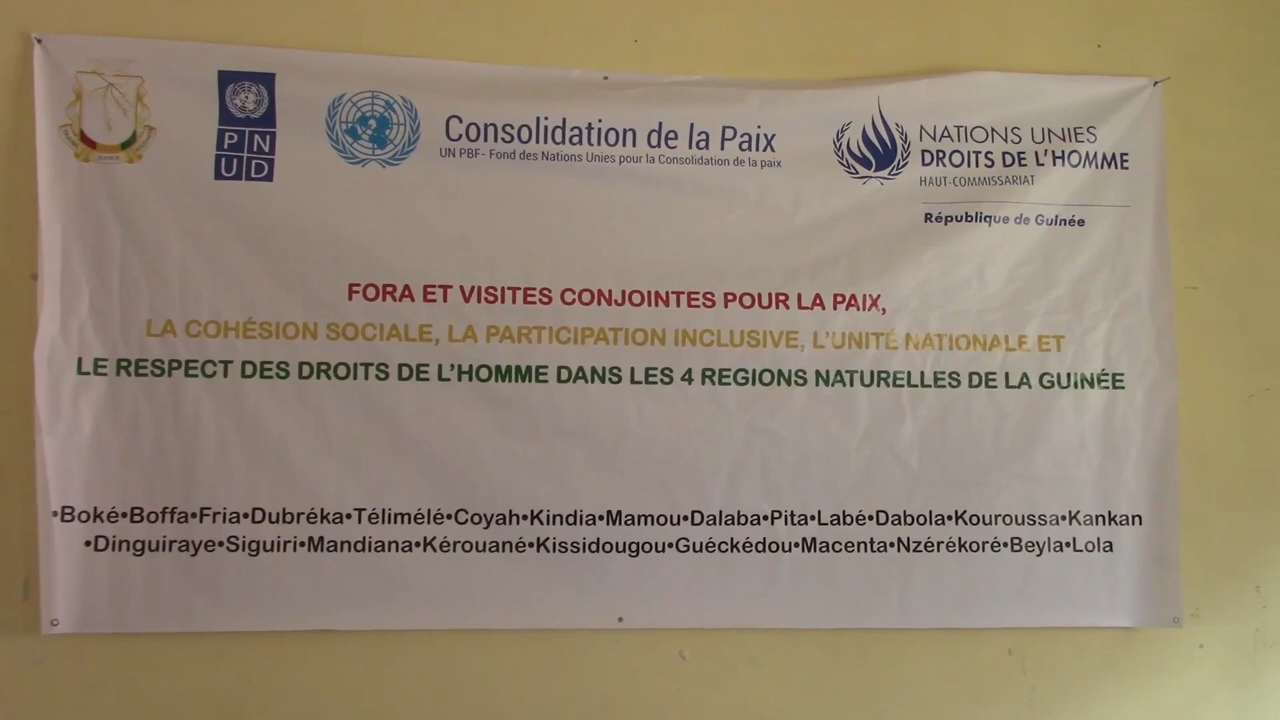 PNUD
Consolidation de la Paix
UN PBF- Fond des Nations Unies pour la Consolidation de la paix
NATIONS UNIES
DROITS DE L'HOMME
HAUT-COMMISSARIAT
République de Guinée
FORA ET VISITES CONJOINTES POUR LA PAIX,
LA COHÉSION SOCIALE, LA PARTICIPATION INCLUSIVE, L'UNITÉ NATIONALE ET
LE RESPECT DES DROITS DE L'HOMME DANS LES 4 REGIONS NATURELLES DE LA GUINÉE
•Boké•Boffa•Fria•Dubréka•Télimélé•Coyah•Kindia•Mamou•Dalaba•Pita•Labé•Dabola•Kouroussa•Kankan
•Dinguiraye•Siguiri•Mandiana•Kérouané•Kissidougou•Guéckédou•Macenta•Nzérékoré•Beyla•Lola